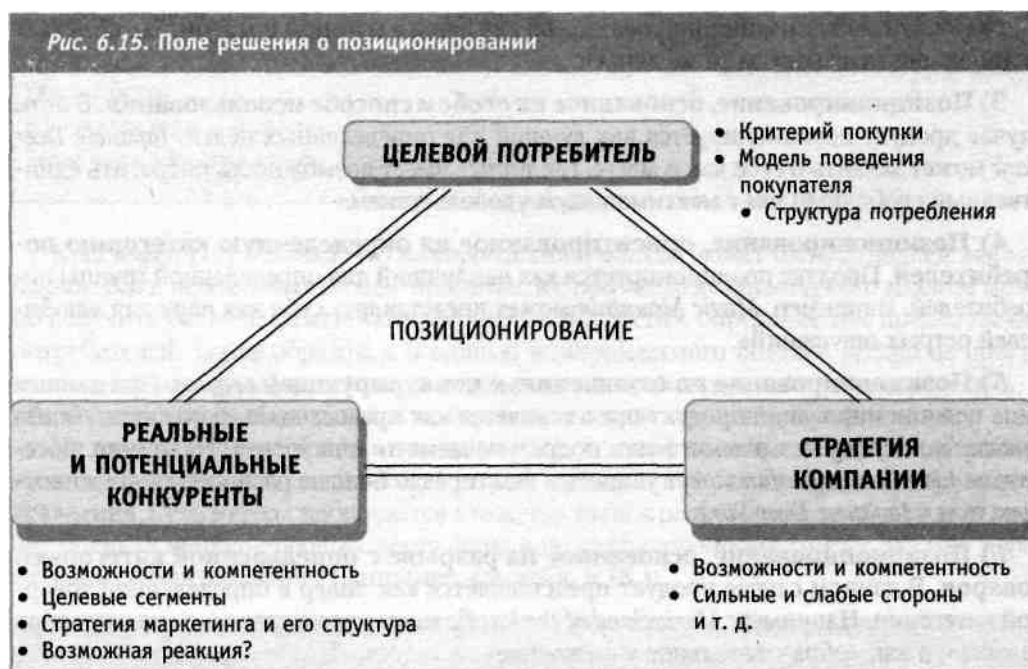 Рис. 6.15. Поле решения о позиционировании
ЦЕЛЕВОЙ ПОТРЕБИТЕЛЬ
• Критерий покупки
• Модель поведения
покупателя
• Структура потребления
ПОЗИЦИОНИРОВАНИЕ
РЕАЛЬНЫЕ
И ПОТЕНЦИАЛЬНЫЕ
КОНКУРЕНТЫ
СТРАТЕГИЯ
КОМПАНИИ
• Возможности и компетентность
• Целевые сегменты
• Стратегия маркетинга и его структура
• Возможная реакция?
• Возможности и компетентность
• Сильные и слабые стороны
и т. д.